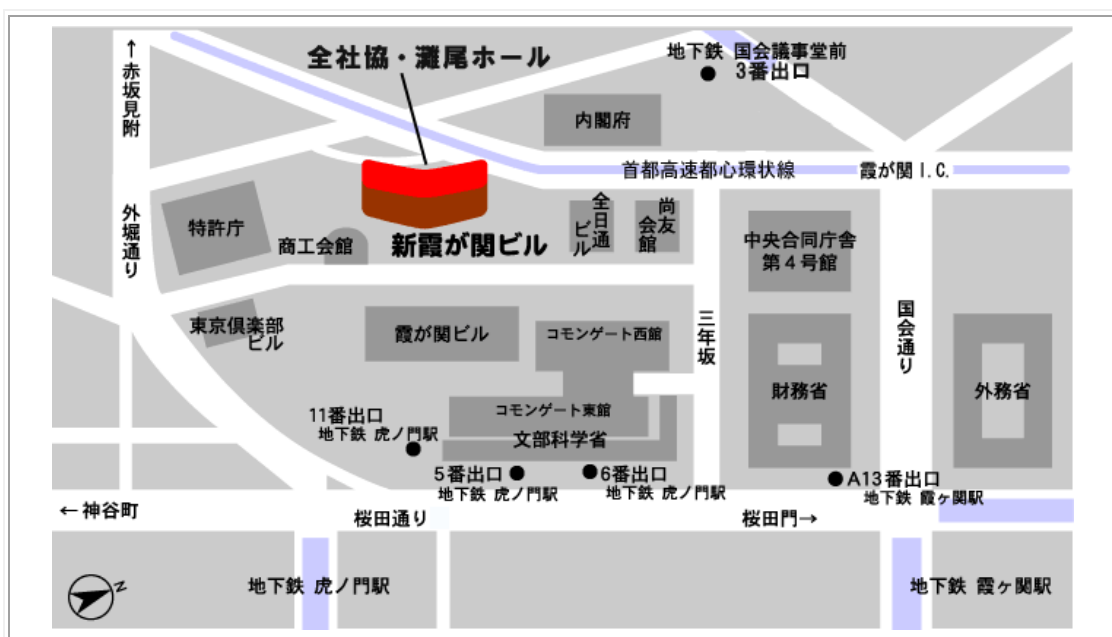 全社協・灘尾ホール
地下鉄 国会議事堂前
3番出口
↑赤坂見附
内閣府
首都高速都心環状線
霞が関 I.C.
外堀通り
特許庁
商工会館
新霞が関ビル
全日通
ビル
尚友
会館
中央合同庁舎
第4号館
東京倶楽部
ビル
霞が関ビル
コモンゲート西館
三年坂
国会通り
財務省
外務省
コモンゲート東館
文部科学省
11番出口
地下鉄 虎ノ門駅
5番出口
地下鉄 虎ノ門駅
6番出口
地下鉄 虎ノ門駅
A13番出口
地下鉄 霞ヶ関駅
←神谷町
桜田通り
桜田門→
地下鉄 虎ノ門駅
地下鉄 霞ヶ関駅
N